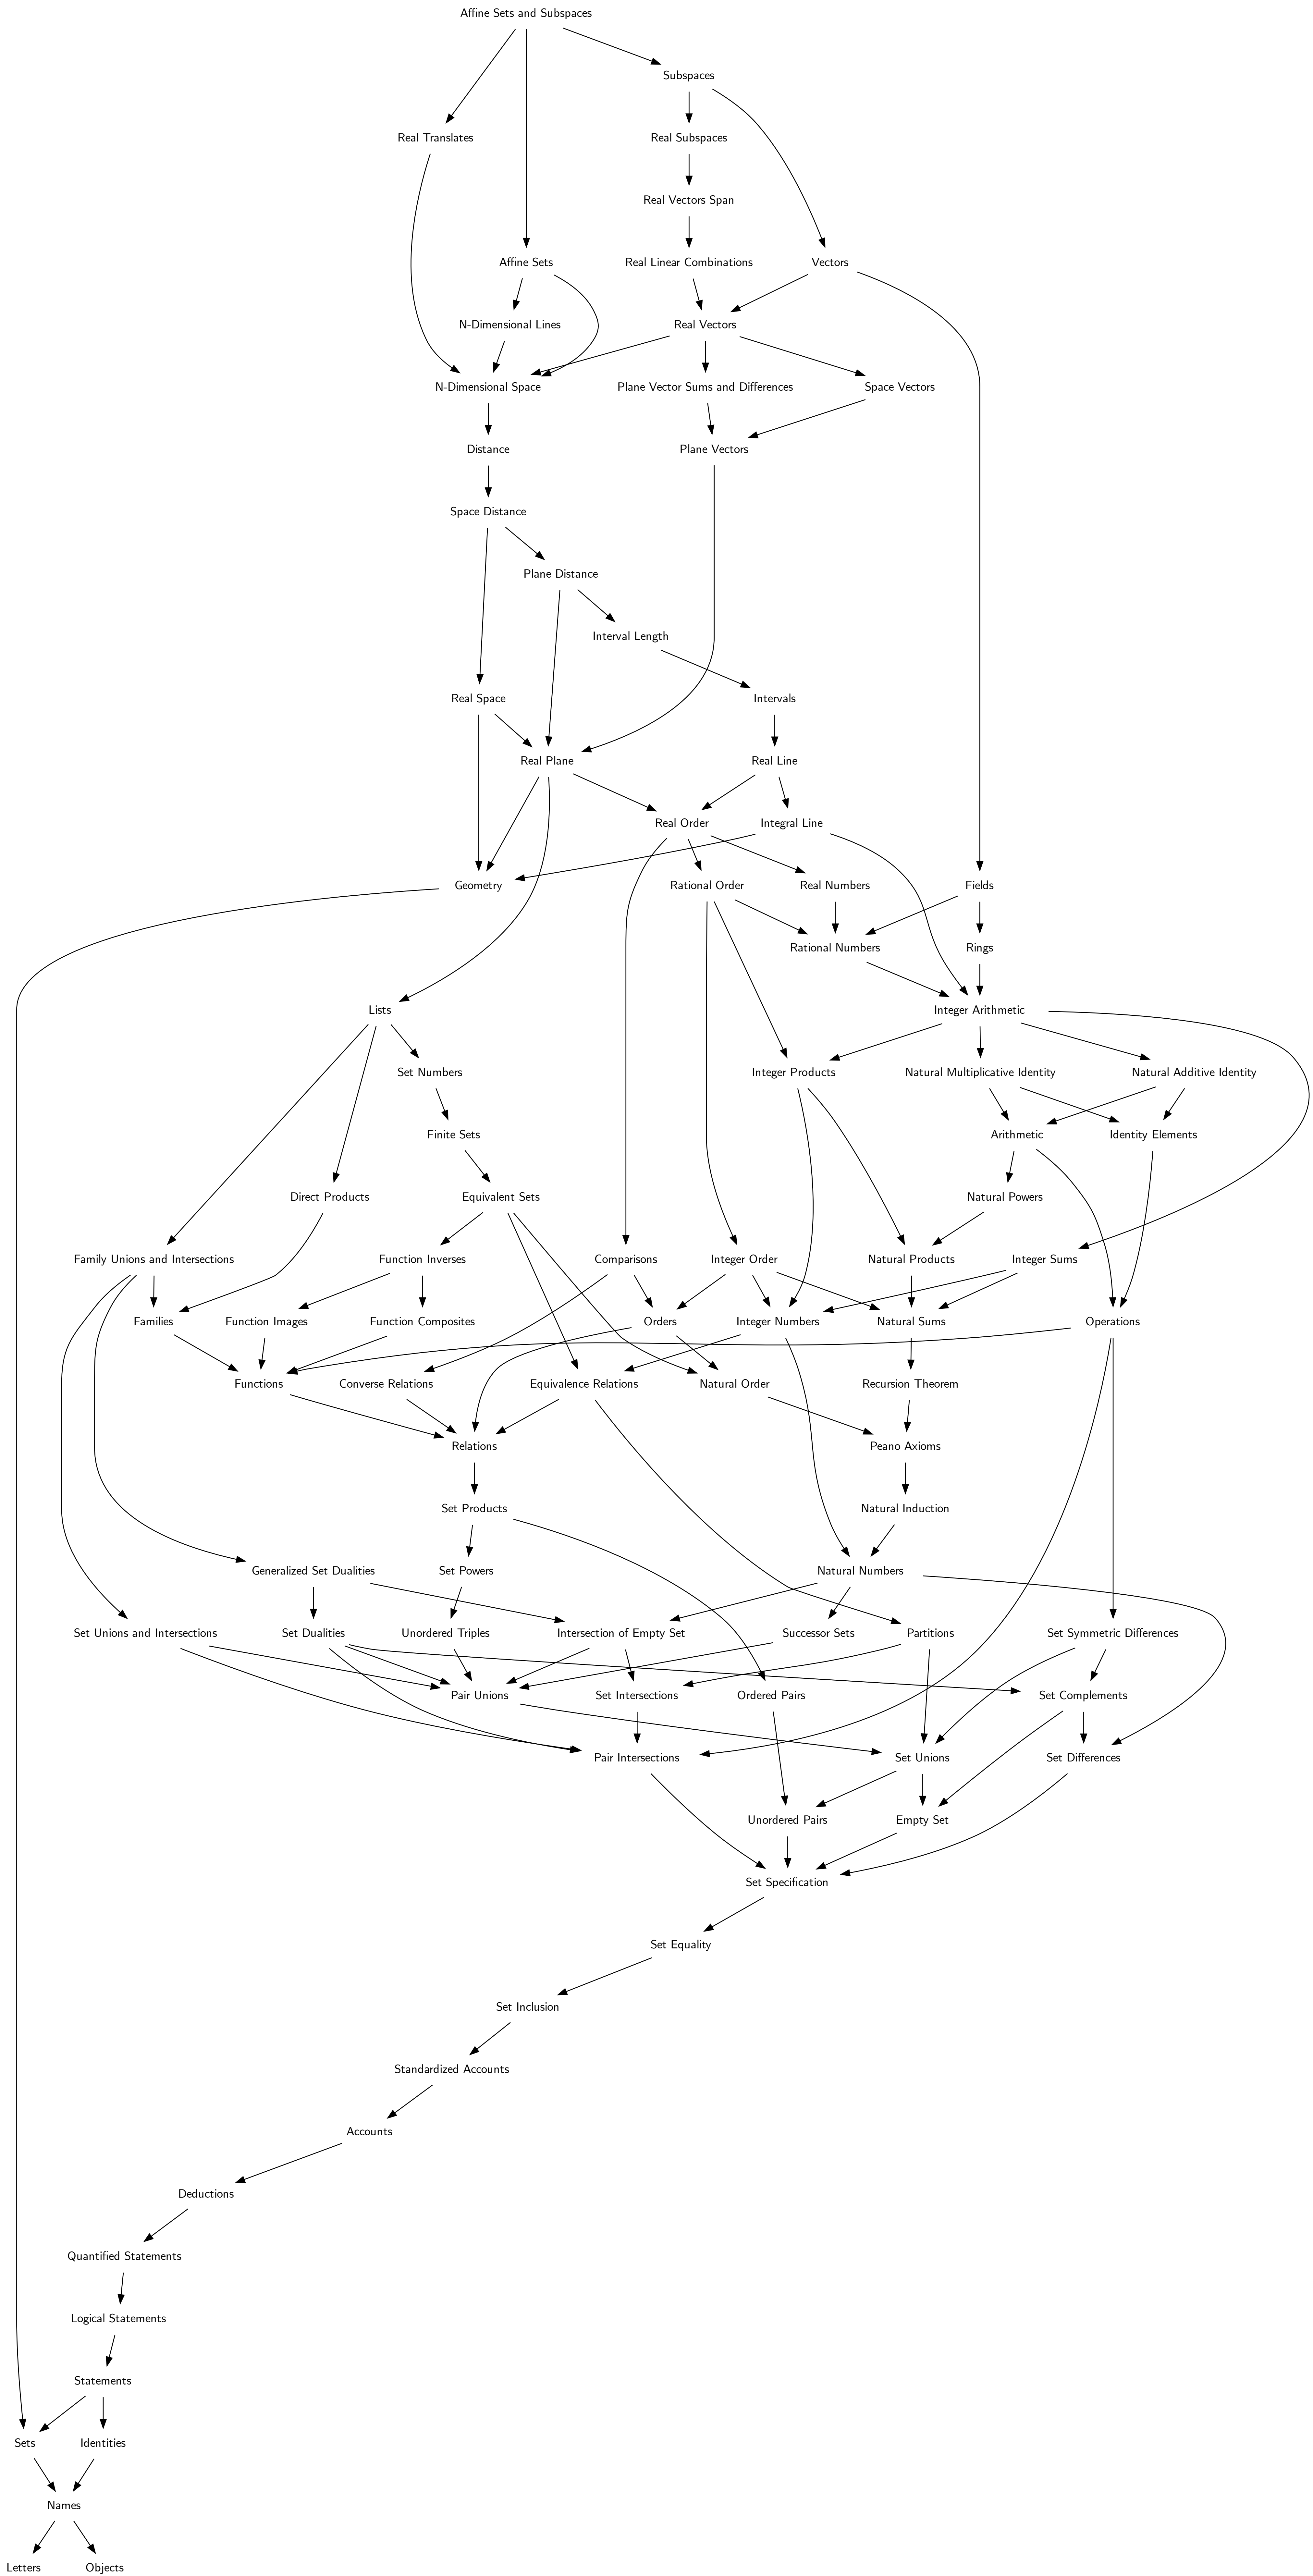 Affine Sets and Subspaces
Subspaces
Real Translates
Real Subspaces
Real Vectors Span
Affine Sets
Real Linear Combinations
Vectors
N-Dimensional Lines
Real Vectors
N-Dimensional Space
Plane Vector Sums and Differences
Space Vectors
Distance
Plane Vectors
Space Distance
Plane Distance
Interval Length
Real Space
Intervals
Real Plane
Real Line
Real Order
Integral Line
Geometry
Rational Order
Real Numbers
Fields
Rational Numbers
Rings
Lists
Integer Arithmetic
Set Numbers
Integer Products
Natural Multiplicative Identity
Natural Additive Identity
Finite Sets
Arithmetic
Identity Elements
Direct Products
Equivalent Sets
Natural Powers
Family Unions and Intersections
Function Inverses
Comparisons
Integer Order
Natural Products
Integer Sums
Families
Function Images
Function Composites
Orders
Integer Numbers
Natural Sums
Operations
Functions
Converse Relations
Equivalence Relations
Natural Order
Recursion Theorem
Relations
Peano Axioms
Set Products
Natural Induction
Generalized Set Dualities
Set Powers
Natural Numbers
Set Unions and Intersections
Set Dualities
Unordered Triples
Intersection of Empty Set
Successor Sets
Partitions
Set Symmetric Differences
Pair Unions
Set Intersections
Ordered Pairs
Set Complements
Pair Intersections
Set Unions
Set Differences
Unordered Pairs
Empty Set
Set Specification
Set Equality
Set Inclusion
Standardized Accounts
Accounts
Deductions
Quantified Statements
Logical Statements
Statements
Sets
Identities
Names
Letters
Objects